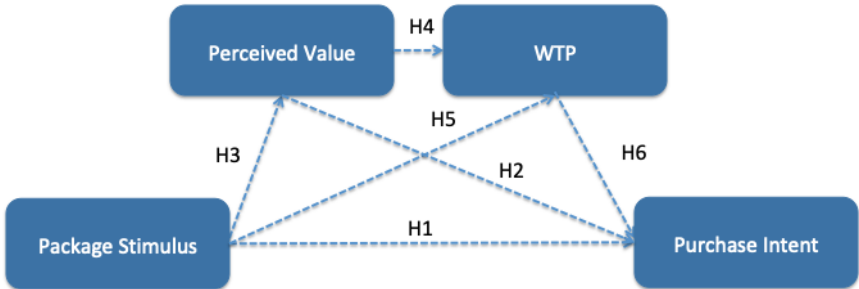 H4
Perceived Value
WTP
H5
H3
H6
H2
H1
Package Stimulus
Purchase Intent